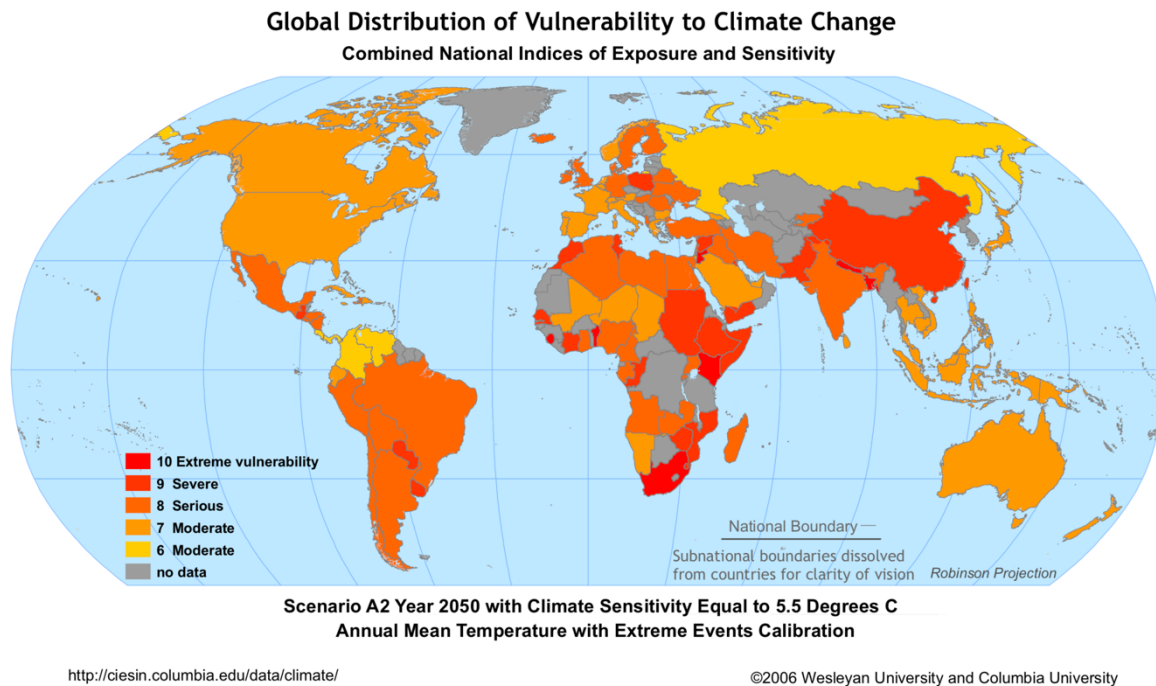 Global Distribution of Vulnerability to Climate Change
Combined National Indices of Exposure and Sensitivity
10 Extreme vulnerability
9 Severe
8 Serious
7 Moderate
6 Moderate
no data
National Boundary —
Subnational boundaries dissolved
from countries for clarity of vision
Robinson Projection
Scenario A2 Year 2050 with Climate Sensitivity Equal to 5.5 Degrees C
Annual Mean Temperature with Extreme Events Calibration
http://ciesin.columbia.edu/data/climate/
©2006 Wesleyan University and Columbia University